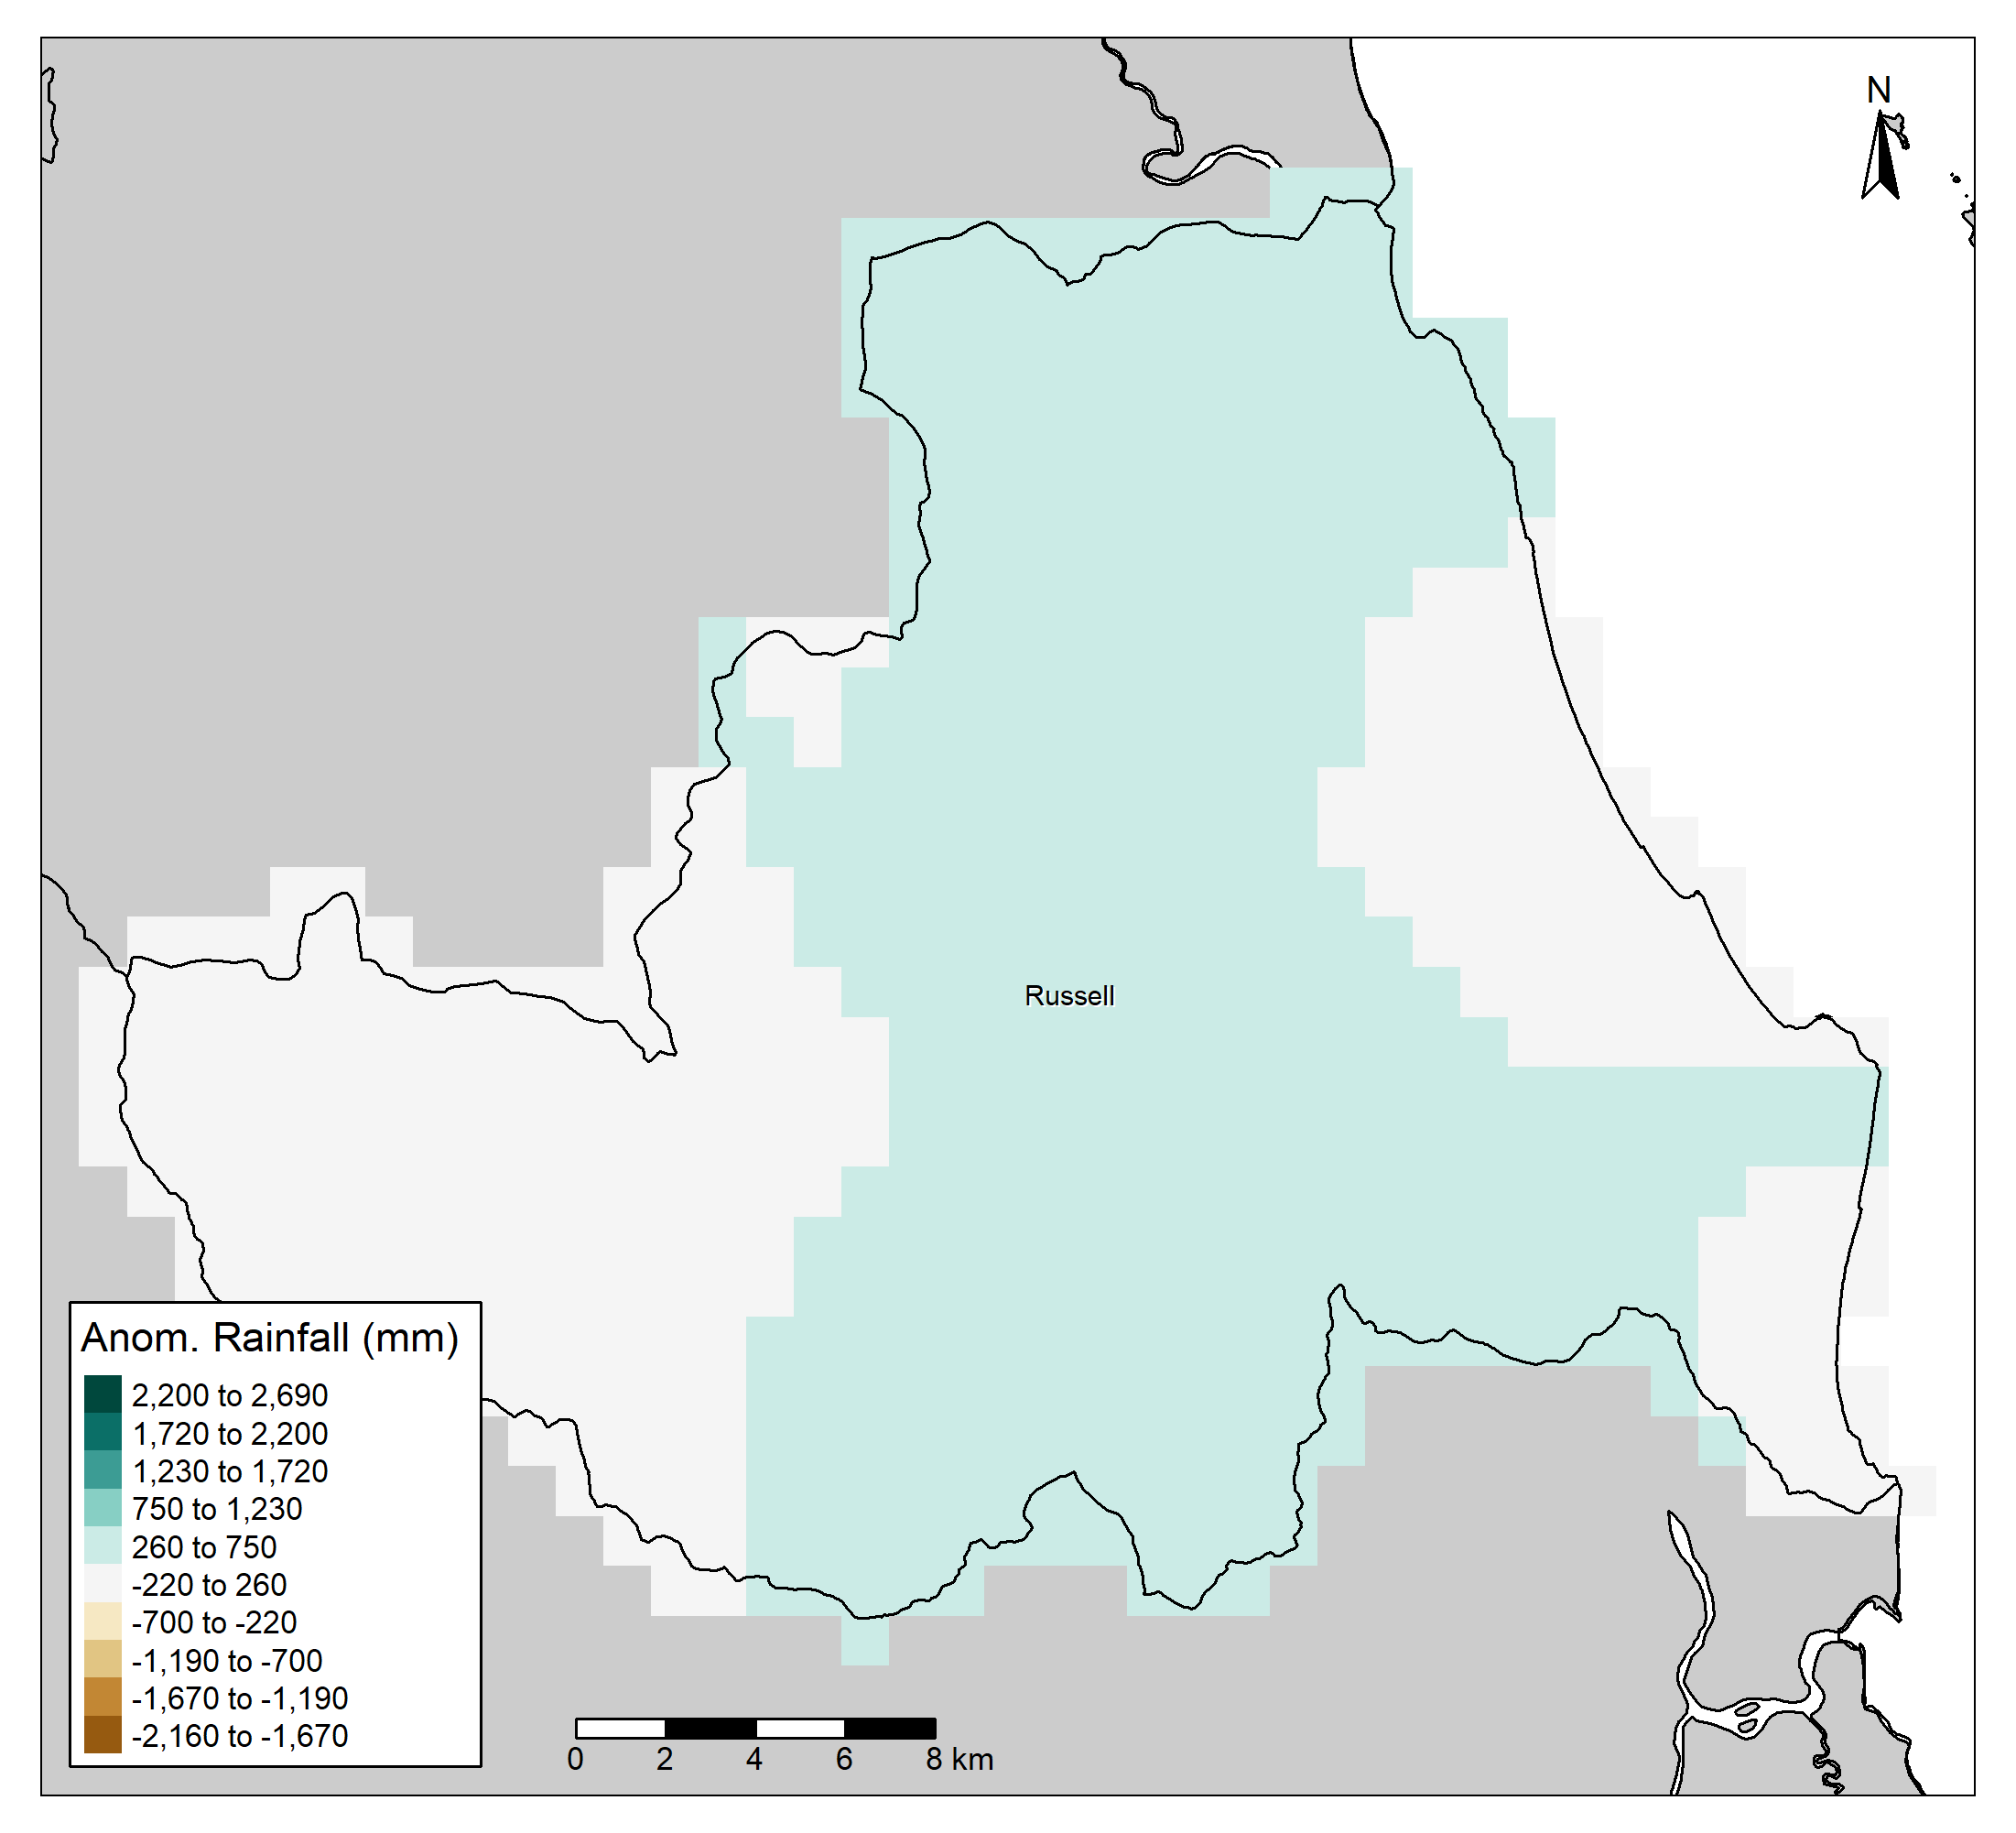 N
Russell
Anom. Rainfall (mm)
2,200 to 2,690
1,720 to 2,200
1,230 to 1,720
750 to 1,230
260 to 750
-220 to 260
-700 to -220
-1,190 to -700
-1,670 to -1,190
-2,160 to -1,670
0 2 4 6 8 km